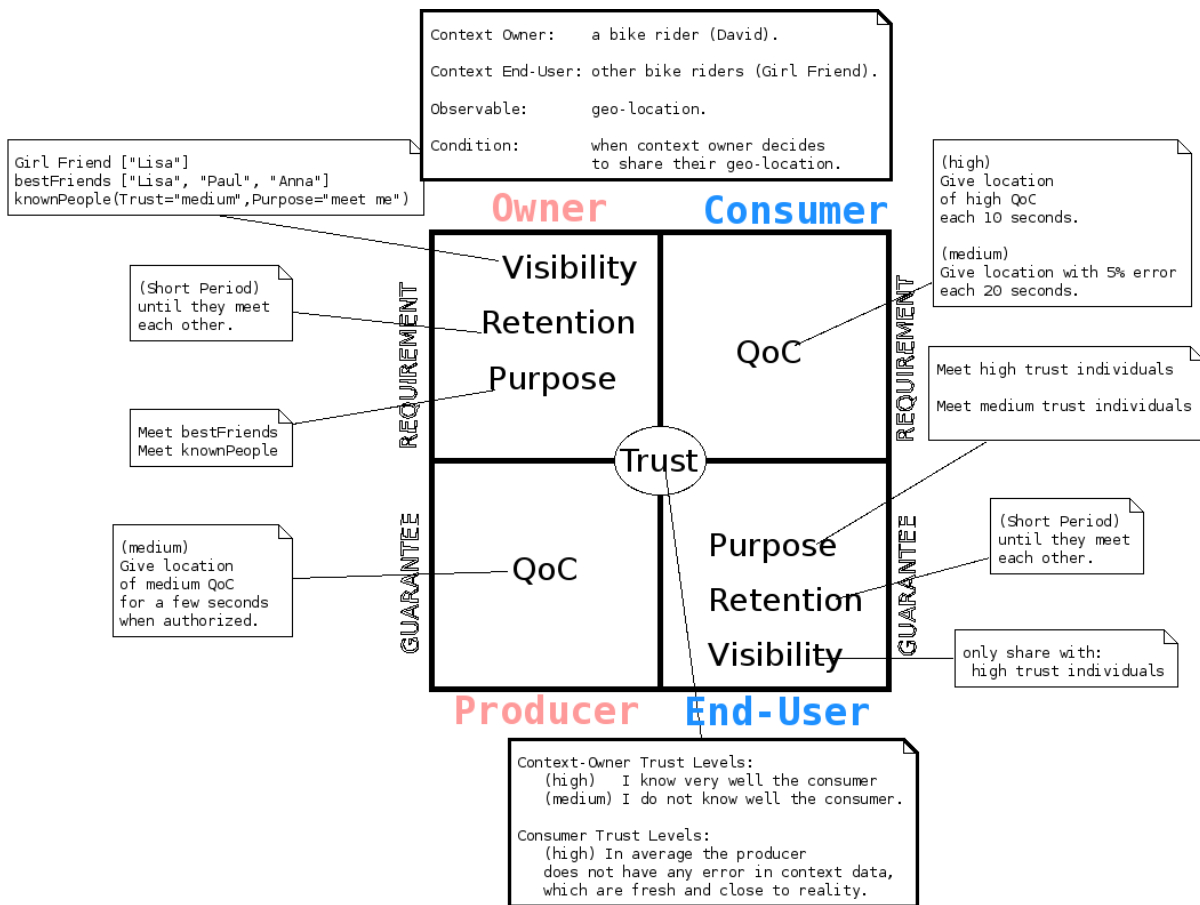 Context Owner: a bike rider (David).
Context End-User: other bike riders (Girl Friend).
Observable: geo-location.
Condition: when context owner decides
to share their geo-location.
Girl Friend ["Lisa"]
bestFriends ["Lisa", "Paul", "Anna"]
knownPeople(Trust="medium",Purpose="meet me")
(high)
Give location
of high QoC
each 10 seconds.
(medium)
Give location with 5% error
each 20 seconds.
Owner
Consumer
REQUIREMENT
Visibility
Retention
Purpose
QoC
REQUIREMENT
(Short Period)
until they meet
each other.
Meet bestFriends
Meet knownPeople
Meet high trust individuals
Meet medium trust individuals
Trust
GUARANTEE
QoC
Purpose
Retention
Visibility
GUARANTEE
(medium)
Give location
of medium QoC
for a few seconds
when authorized.
(Short Period)
until they meet
each other.
only share with:
high trust individuals
Producer
End-User
Context-Owner Trust Levels:
(high) I know very well the consumer
(medium) I do not know well the consumer.
Consumer Trust Levels:
(high) In average the producer
does not have any error in context data,
which are fresh and close to reality.